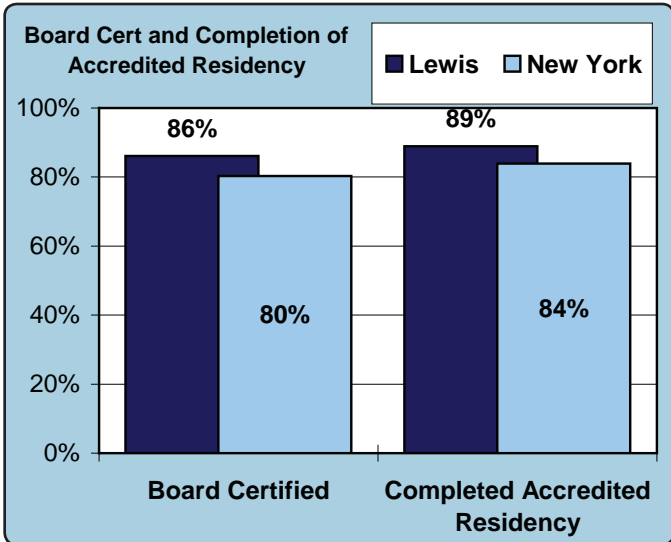 Board Cert and Completion of
Accredited Residency
Lewis New York
100%
80%
60%
40%
20%
0%
86%
80%
89%
84%
Board Certified
Completed Accredited
Residency